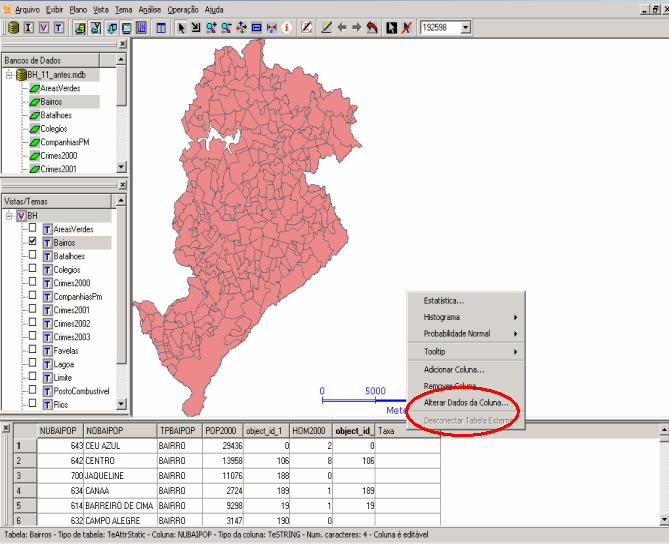 Arquivo Exibir Plano Vista Tema Análise Operação Ajuda
192598
Bancos de Dados
BH_11_antes.mdb
AreasVerdes
Bairros
Batalhoes
Colegios
CompanhiasPM
Crimes2000
Crimes2001
Vistas/Temas
BH
AreasVerdes
Bairros
Batalhoes
Colegios
Crimes2000
CompanhiasPm
Crimes2001
Crimes2002
Crimes2003
Favelas
Lagoa
Limite
PostoCombustivel
Rios
0 5000
Estatística...
Histograma
Probabilidade Normal
Tooltip
Adicionar Coluna...
Remover Coluna...
Alterar Dados da Coluna...
Desconectar Tabela Extern
NUBAIPOP NOBAIPOP TPBAIPOP POP2000 object_id_1 HOM2000 object_id_ Taxa
1 643 CEU AZUL BAIRRO 29436 0 2 0
2 642 CENTRO BAIRRO 13958 106 8 106
3 700 JAQUELINE BAIRRO 11076 188 0
4 634 CANAA BAIRRO 2724 189 1 189
5 614 BARREIRO DE CIMA BAIRRO 9298 19 1 19
6 632 CAMPO ALEGRE BAIRRO 3147 190 0
Tabela: Bairros - Tipo de tabela: TeAttrStatic - Coluna: NUBAIPOP - Tipo da coluna: TeSTRING - Num. caracteres: 4 - Coluna é editável